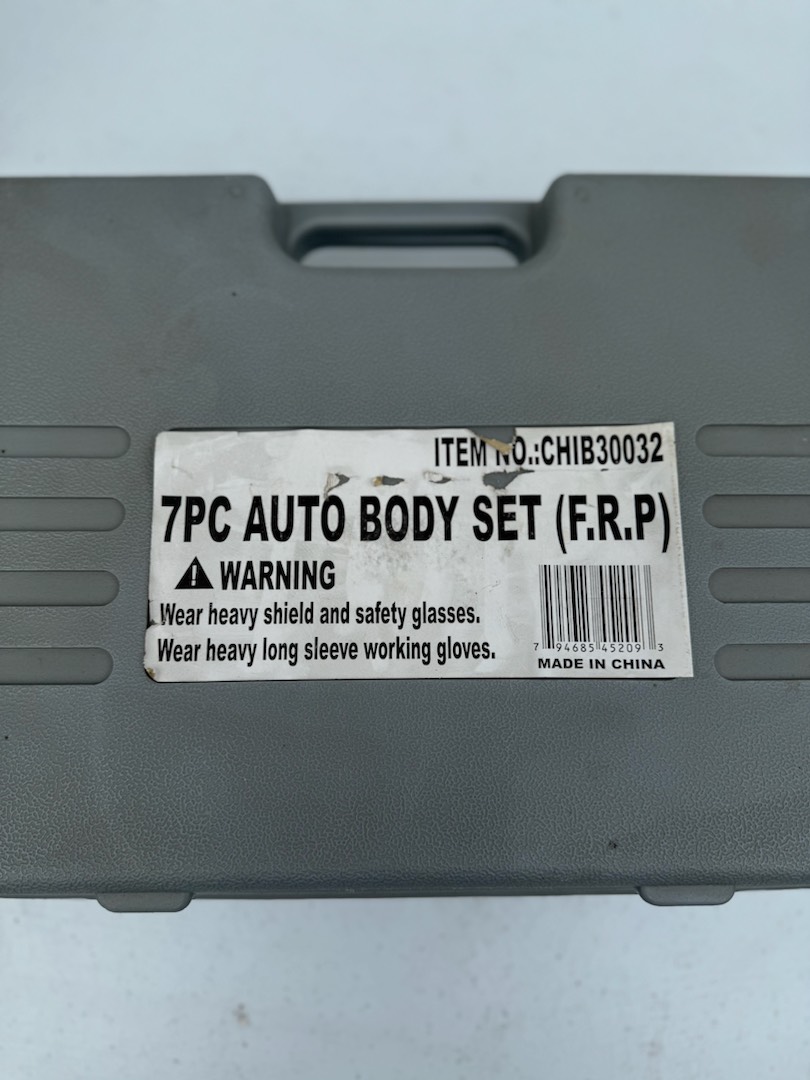 ITEM NO.:CHIB30032
7PC AUTO BODY SET (F.R.P)
WARNING
Wear heavy shield and safety glasses.
Wear heavy long sleeve working gloves.
7 94685 45209 3
MADE IN CHINA